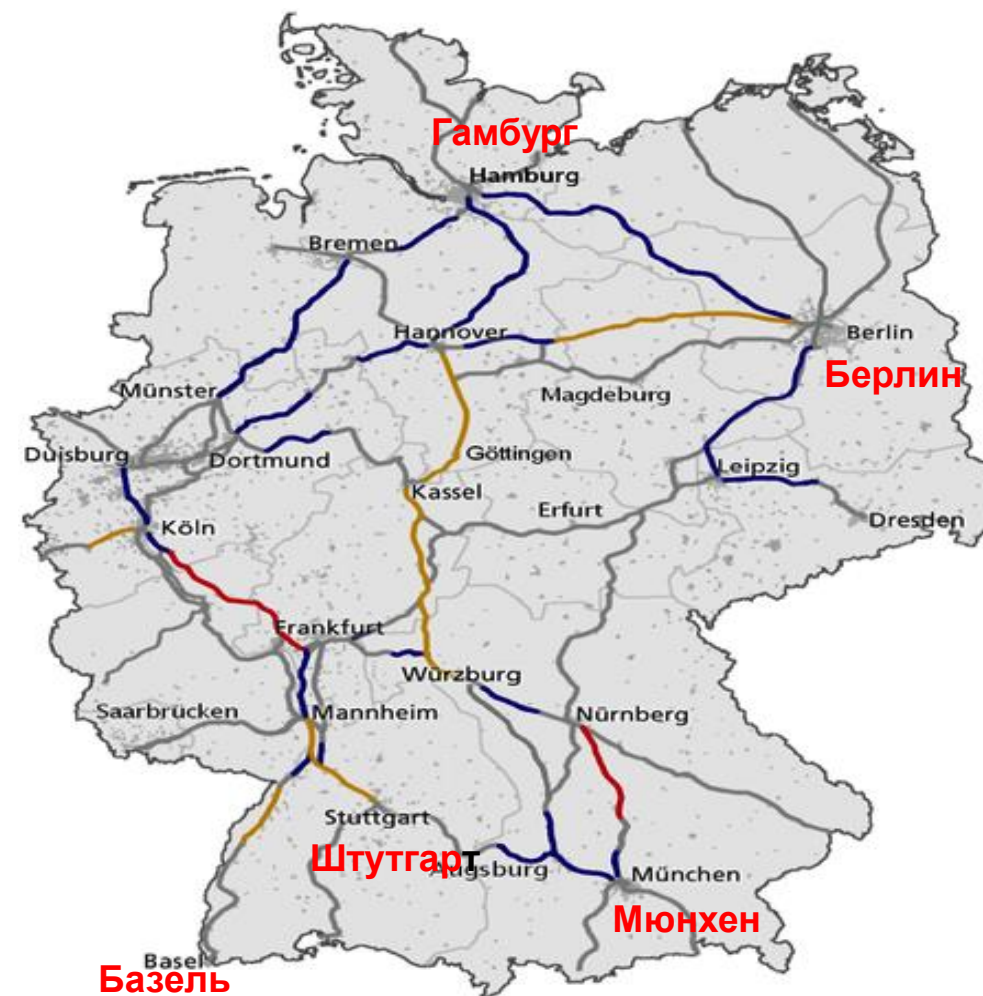 Гамбург
Hamburg
Bremen
Hannover
Berlin
Берлин
Münster
Magdeburg
Duisburg
Dortmund
Göttingen
Leipzig
Kassel
Köln
Erfurt
Dresden
Frankfurt
Würzburg
Saarbrücken
Mannheim
Nürnberg
Stuttgart
Штутгарт
Augsburg
München
Мюнхен
Basel
Базель